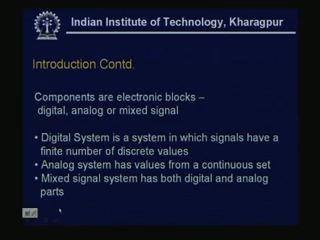 Indian Institute of Technology, Kharagpur
Introduction Contd.
Components are electronic blocks –
digital, analog or mixed signal
• Digital System is a system in which signals have a
finite number of discrete values
• Analog system has values from a continuous set
• Mixed signal system has both digital and analog
parts